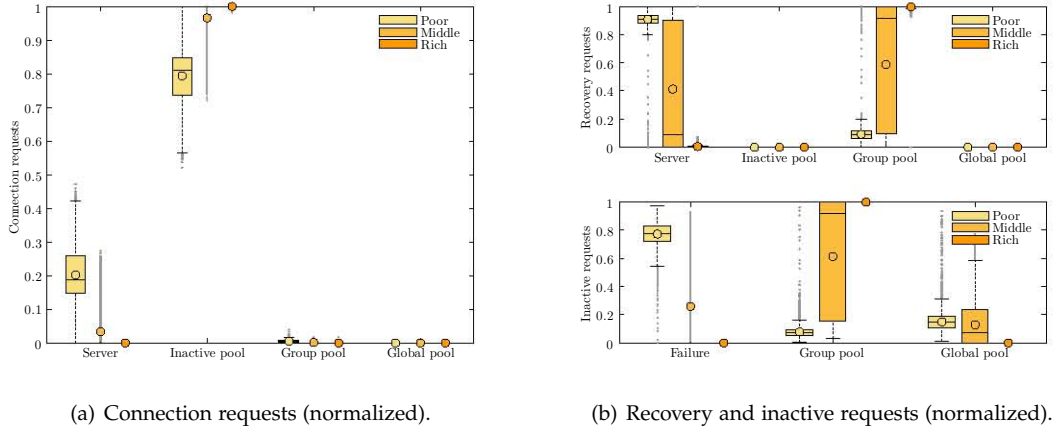 Connection requests
1
0.9
0.8
0.7
0.6
0.5
0.4
0.3
0.2
0.1
0
Poor
Middle
Rich
Server Inactive pool Group pool Global pool
(a) Connection requests (normalized).
Recovery requests
1
0.8
0.6
0.4
0.2
0
Poor
Middle
Rich
Server Inactive pool Group pool Global pool
Inactive requests
1
0.8
0.6
0.4
0.2
0
Poor
Middle
Rich
Failure Group pool Global pool
(b) Recovery and inactive requests (normalized).